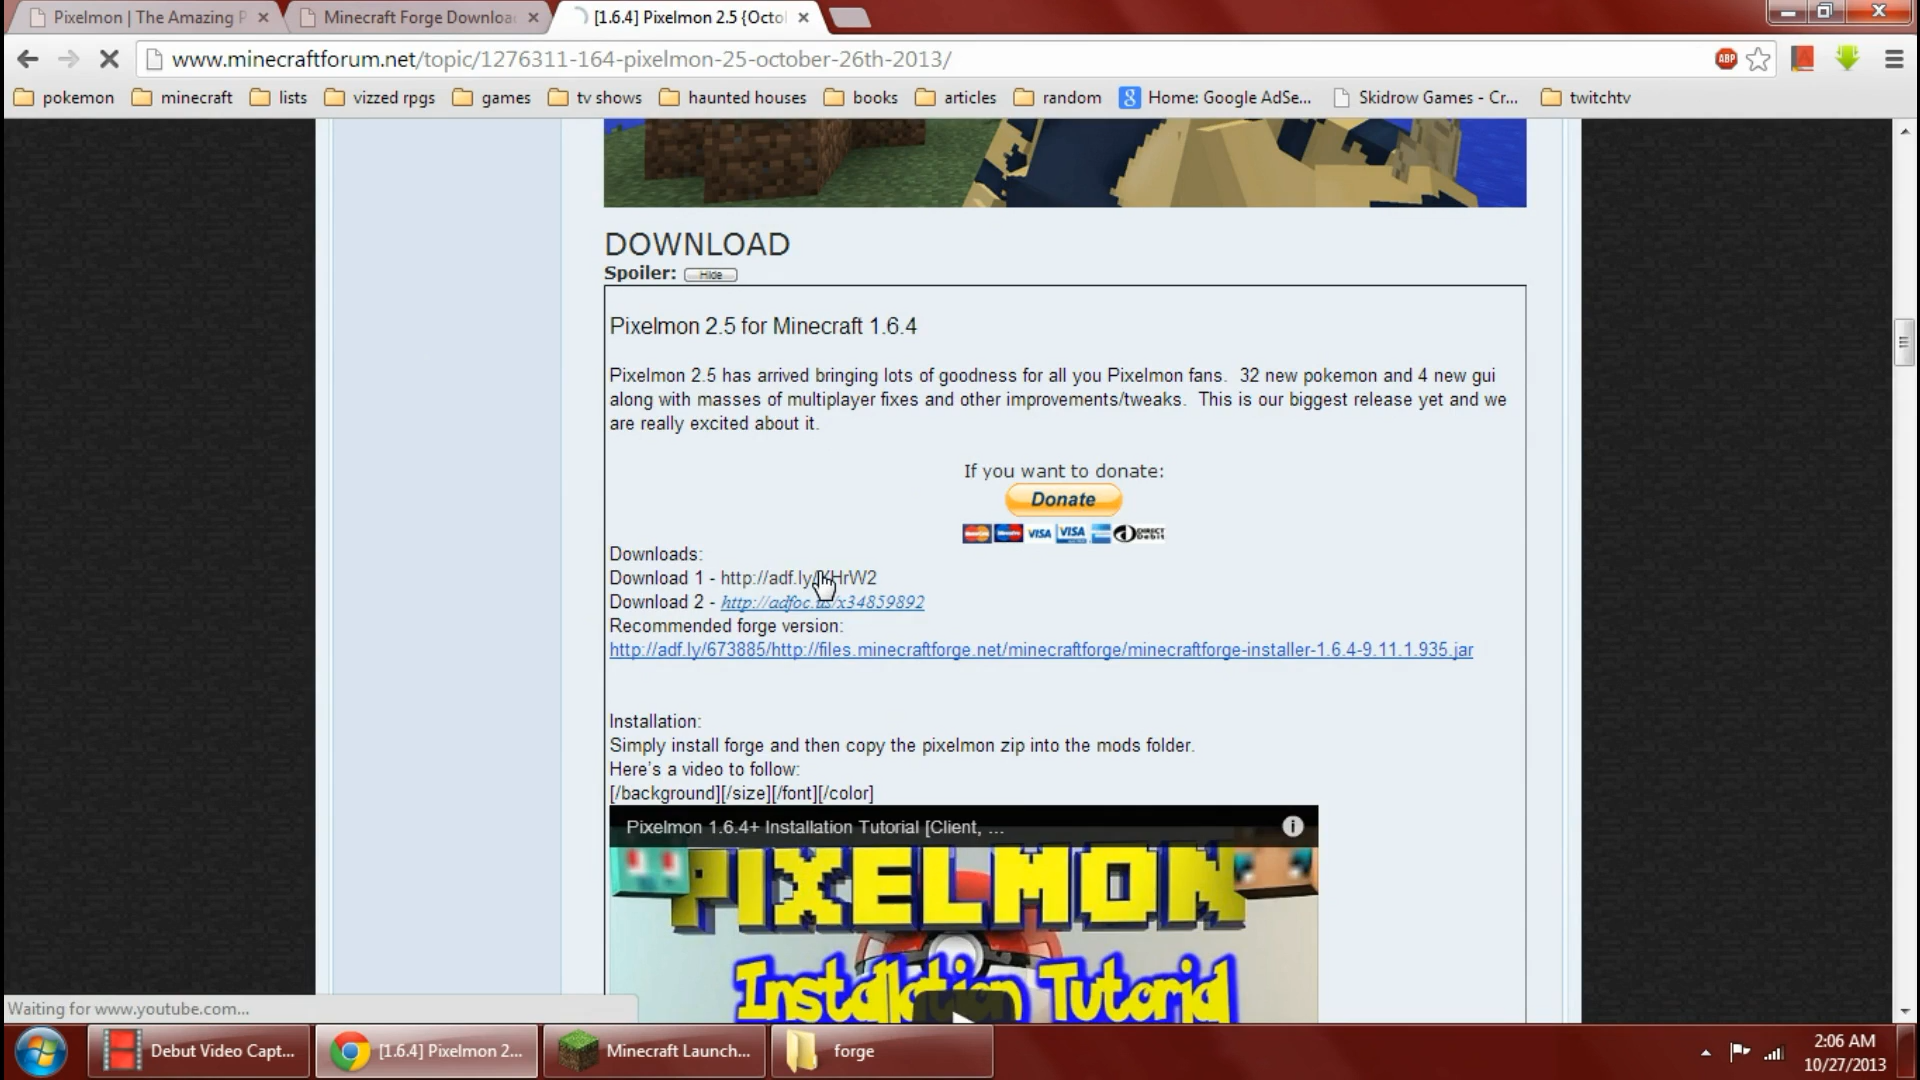 Pixelmon | The Amazing P
Minecraft Forge Downloa
[1.6.4] Pixelmon 2.5 {Octo
www.minecraftforum.net/topic/1276311-164-pixelmon-25-october-26th-2013/
ABP
pokemon
minecraft
lists
vizzed rpgs
games
tv shows
haunted houses
books
articles
random
8
Home: Google AdSe...
Skidrow Games - Cr...
twitchtv
DOWNLOAD
Spoiler: Hide
Pixelmon 2.5 for Minecraft 1.6.4
Pixelmon 2.5 has arrived bringing lots of goodness for all you Pixelmon fans. 32 new pokemon and 4 new gui
along with masses of multiplayer fixes and other improvements/tweaks. This is our biggest release yet and we
are really excited about it.
If you want to donate:
Donate
VISA VISA DIRECT Debit
Downloads:
Download 1 - http://adf.ly/KHrW2
Download 2 - http://adfoc.us/x34859892
Recommended forge version:
http://adf.ly/673885/http://files.minecraftforge.net/minecraftforge/minecraftforge-installer-1.6.4-9.11.1.935.jar
Installation:
Simply install forge and then copy the pixelmon zip into the mods folder.
Here's a video to follow:
[/background][/size][/font][/color]
Pixelmon 1.6.4+ Installation Tutorial [Client, ...
PIXELMON
Installation Tutorial
Waiting for www.youtube.com...
Debut Video Capt...
[1.6.4] Pixelmon 2...
Minecraft Launch...
forge
2:06 AM
10/27/2013